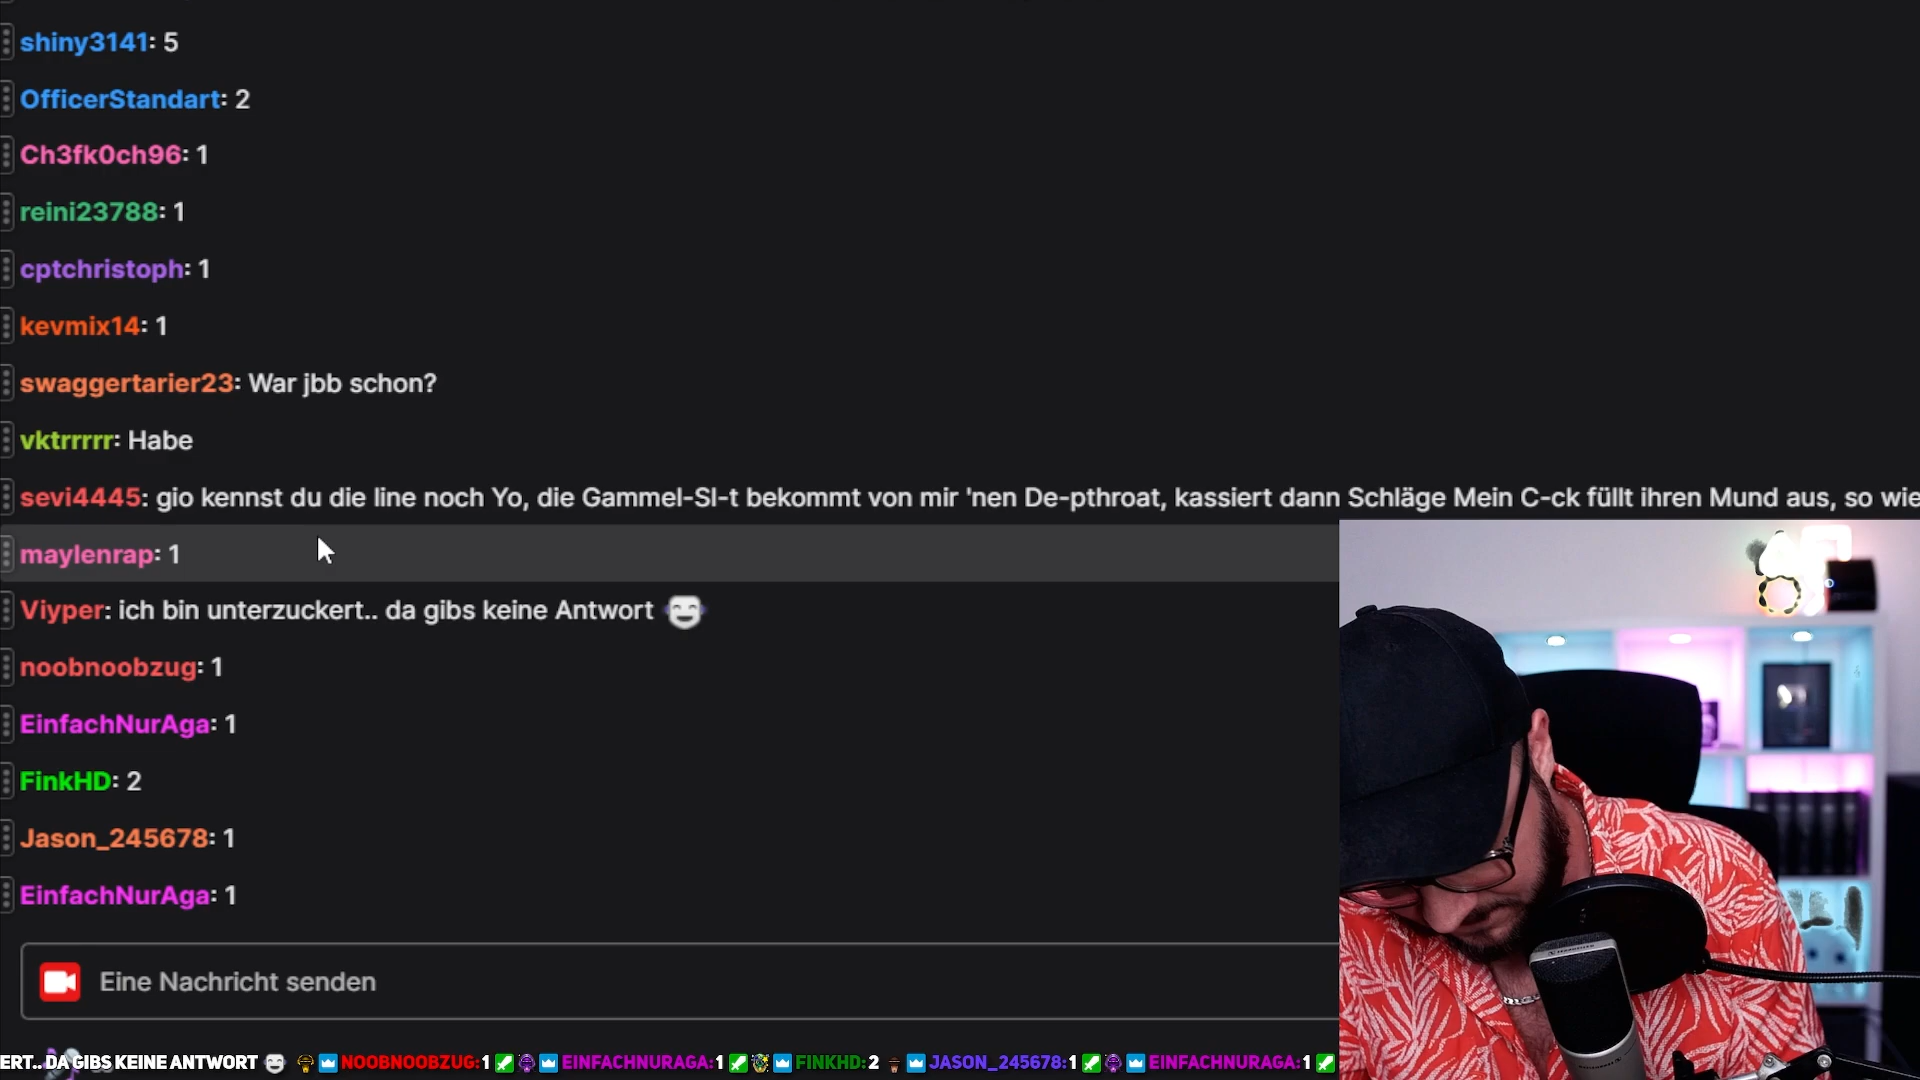 shiny3141: 5
OfficerStandart: 2
Ch3fk0ch96: 1
reini23788: 1
cptchristoph: 1
kevmix14: 1
swaggertarier23: War jbb schon?
vktrrrrr: Habe
sevi4445: gio kennst du die line noch Yo, die Gammel-Sl-t bekommt von mir 'nen De-pthroat, kassiert dann Schläge Mein C-ck füllt ihren Mund aus, so wie
maylenrap: 1
Viyper: ich bin unterzuckert.. da gibs keine Antwort
noobnoobzug: 1
EinfachNurAga: 1
FinkHD: 2
Jason_245678: 1
EinfachNurAga: 1
Eine Nachricht senden
ERT.. DA GIBS KEINE ANTWORT NOOBNOOBZUG: 1 EINFACHNURAGA: 1 FINKHD: 2 JASON_245678: 1 EINFACHNURAGA: 1